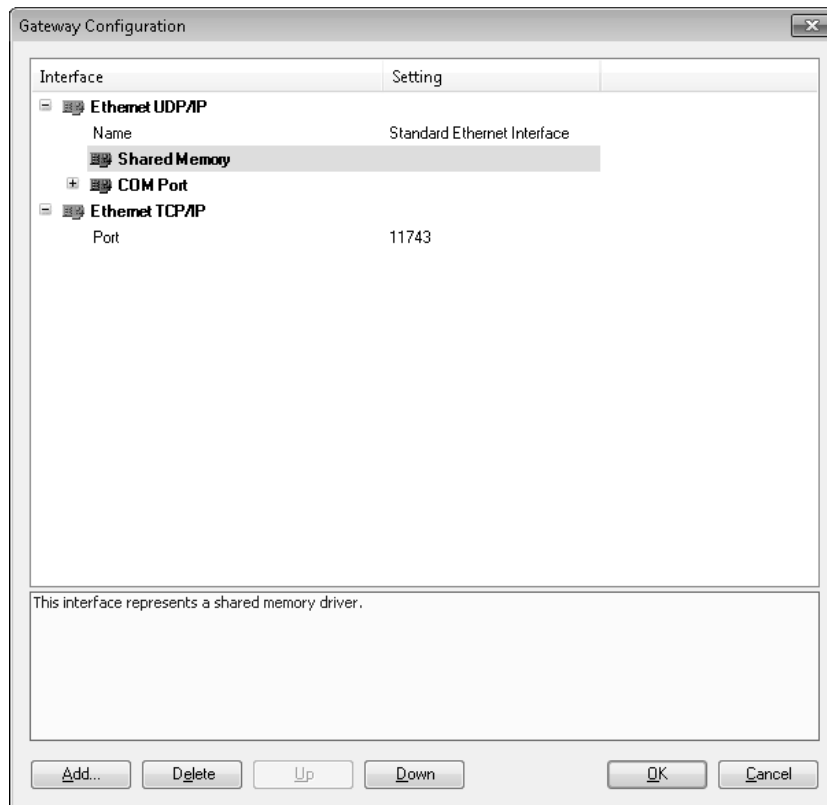 Gateway Configuration
Interface Setting
Ethernet UDP/IP
Name Standard Ethernet Interface
Shared Memory
COM Port
Ethernet TCP/IP
Port 11743
This interface represents a shared memory driver.
Add... Delete Up Down OK Cancel